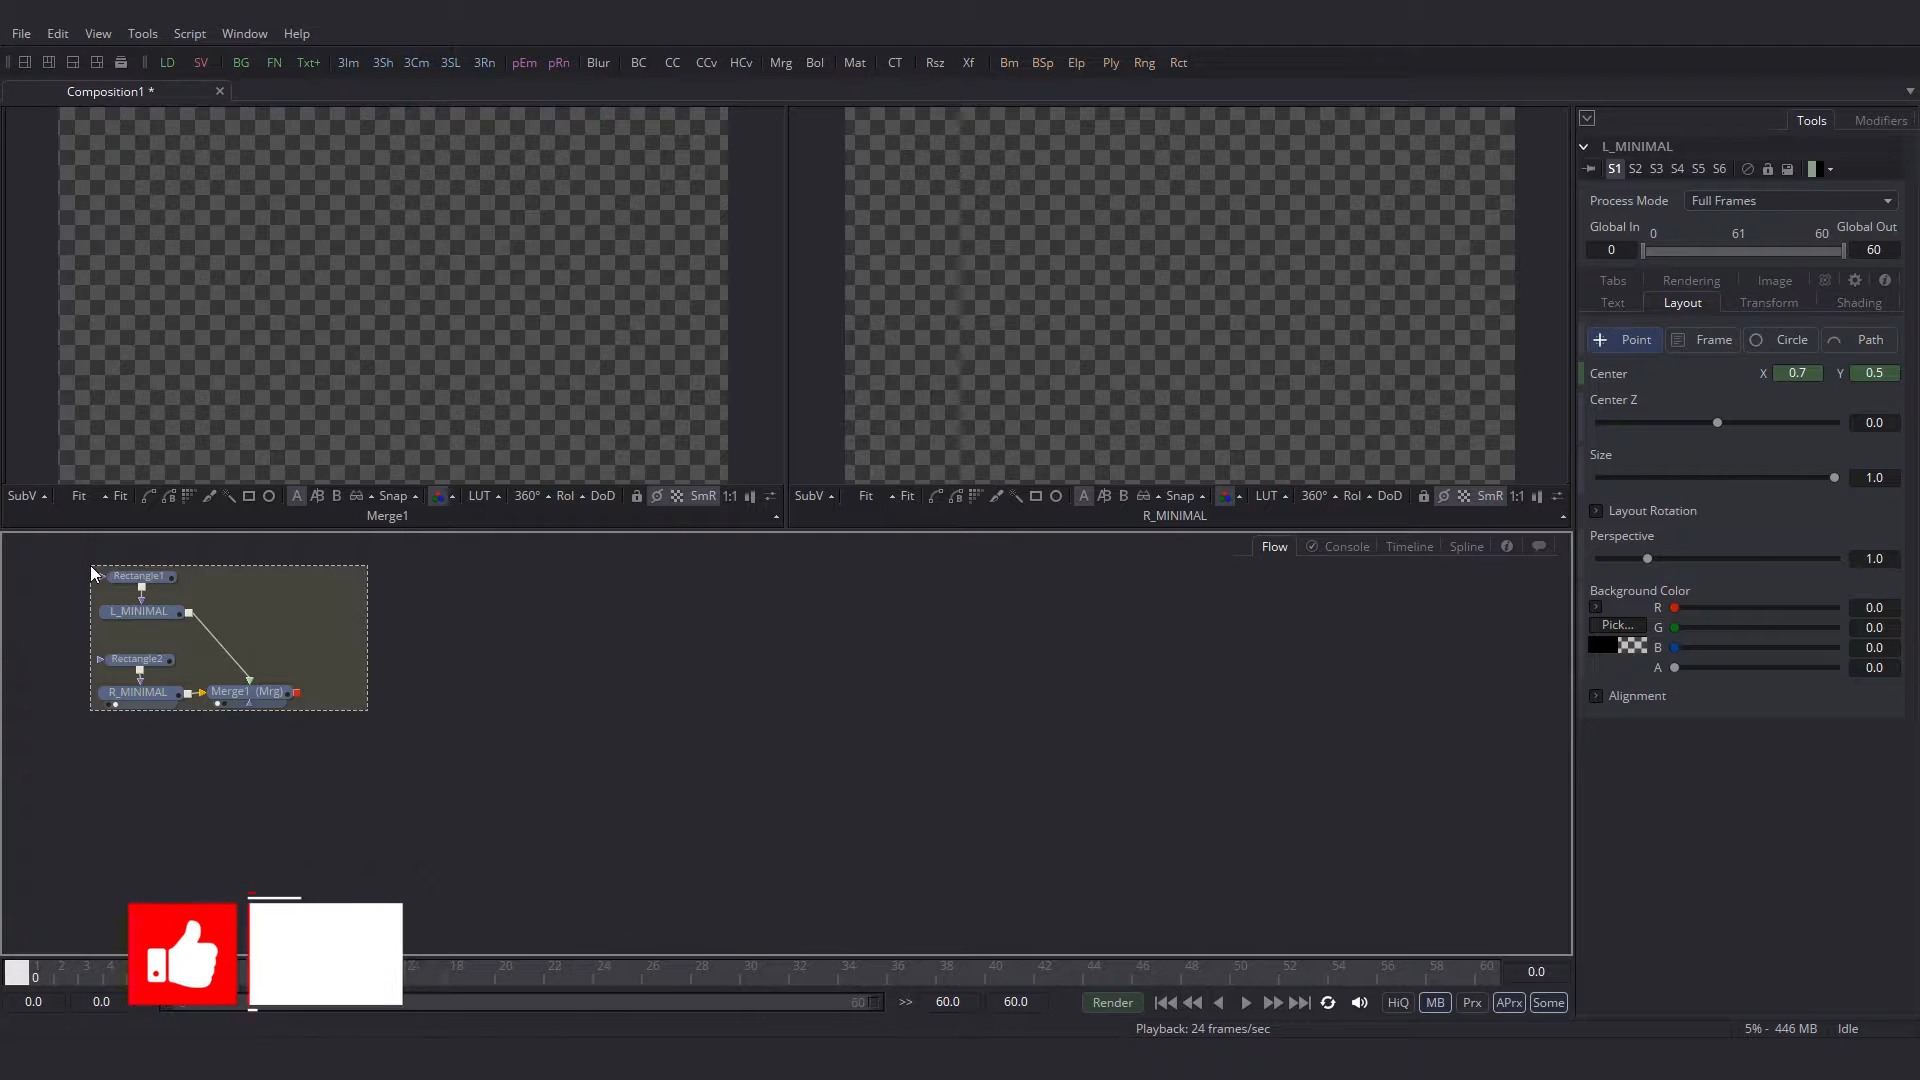 File Edit View Tools Script Window Help
LD SV BG FN Txt+ 3Im 3Sh 3Cm 3SL 3Rn pEm pRn Blur BC CC CCv HCv Mrg Bol Mat CT Rsz Xf Bm BSp Elp Ply Rng Rct
Composition1 *
Tools Modifiers
L_MINIMAL
S1 S2 S3 S4 S5 S6
Process Mode Full Frames
Global In 0 61 60 Global Out
0 60
Tabs Rendering Image
Text Layout Transform Shading
Point Frame Circle Path
Center X 0.7 Y 0.5
Center Z
0.0
Size
1.0
Layout Rotation
Perspective
1.0
Background Color
R 0.0
Pick... G 0.0
B 0.0
A 0.0
Alignment
SubV Fit Fit A B Snap LUT 360° RoI DoD SmR 1:1
Merge1
SubV Fit Fit A B Snap LUT 360° RoI DoD SmR 1:1
R_MINIMAL
Flow Console Timeline Spline
Rectangle1
L_MINIMAL
Rectangle2
R_MINIMAL Merge1 (Mrg)
0 1 2 3 4 18 20 22 24 26 28 30 32 34 36 38 40 42 44 46 48 50 52 54 56 58 60 0.0
0.0 0.0 60 >> 60.0 60.0 Render HiQ MB Prx APrx Some
Playback: 24 frames/sec 5% - 446 MB Idle